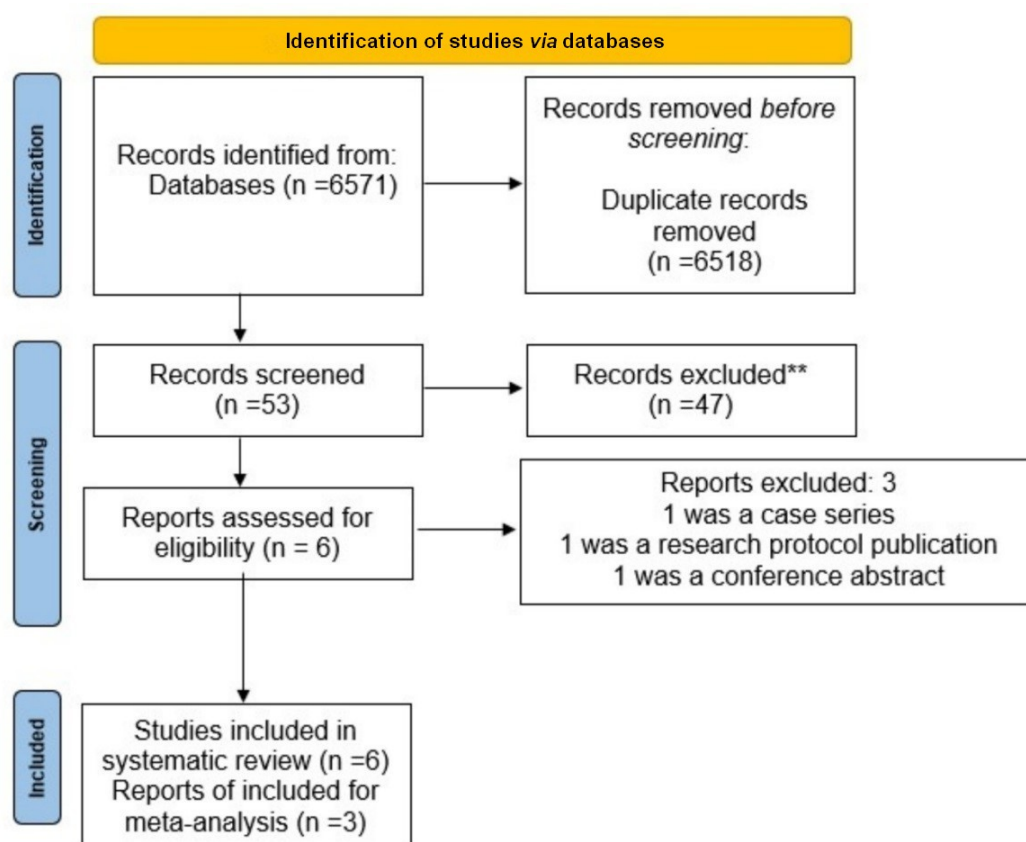 Identification of studies via databases
Identification
Records identified from:
Databases (n =6571)
Records removed before
screening:
Duplicate records
removed
(n =6518)
Screening
Records screened
(n =53)
Records excluded**
(n =47)
Reports assessed for
eligibility (n = 6)
Reports excluded: 3
1 was a case series
1 was a research protocol publication
1 was a conference abstract
Included
Studies included in
systematic review (n =6)
Reports of included for
meta-analysis (n =3)